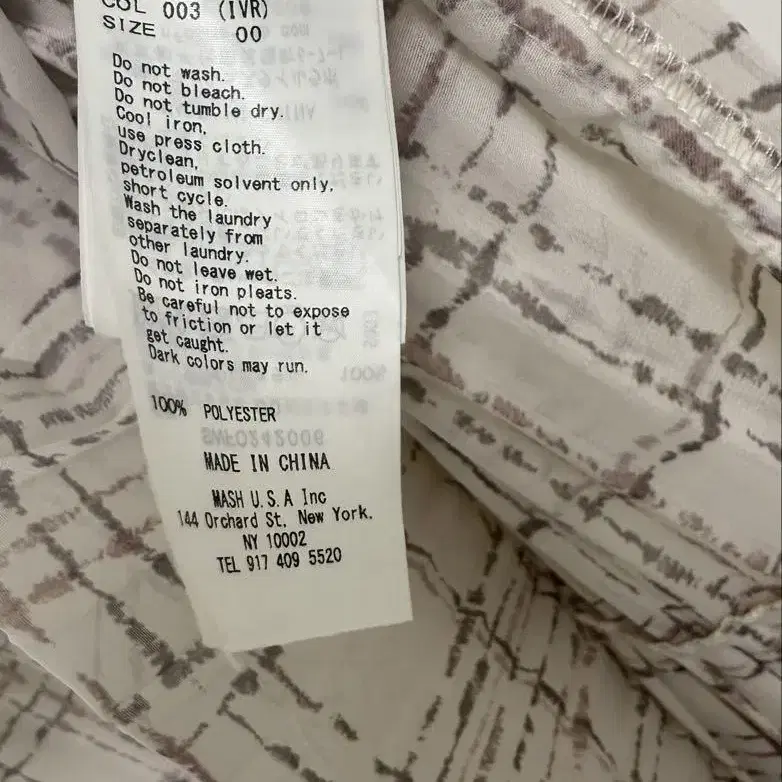 COL 003 (IVR)
SIZE 00
Do not wash.
Do not bleach.
Do not tumble dry.
Cool iron,
use press cloth.
Dryclean,
petroleum solvent only,
short cycle.
Wash the laundry
separately from
other laundry.
Do not leave wet.
Do not iron pleats.
Be careful not to expose
to friction or let it
get caught.
Dark colors may run.
100% POLYESTER
MADE IN CHINA
MASH U.S.A Inc
144 Orchard St, New York.
NY 10002
TEL 917 409 5520